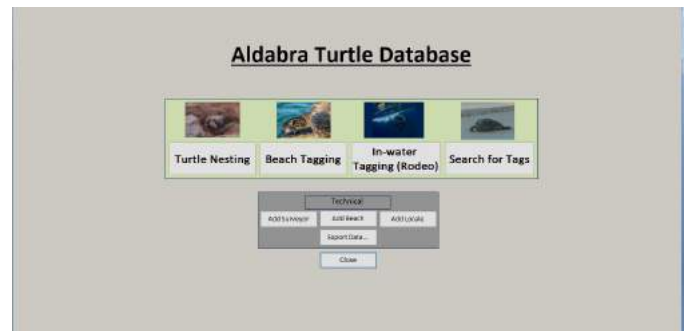 Aldabra Turtle Database
Turtle Nesting
Beach Tagging
In-water
Tagging (Rodeo)
Search for Tags
Technical
Add Surveyor
Add Beach
Add Locale
Export Data...
Close